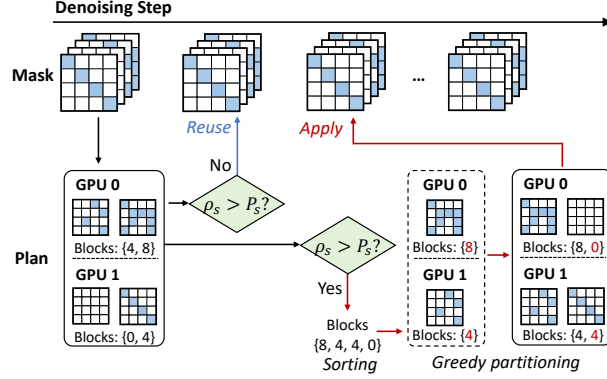 Denoising Step
Mask
...
Reuse
Apply
No
GPU 0
Blocks: {4, 8}
GPU 1
Blocks: {0, 4}
Plan
ρₛ > Pₛ?
ρₛ > Pₛ?
Yes
Blocks
{8, 4, 4, 0}
Sorting
GPU 0
Blocks: {8}
GPU 1
Blocks: {4}
GPU 0
Blocks: {8, 0}
GPU 1
Blocks: {4, 4}
Greedy partitioning